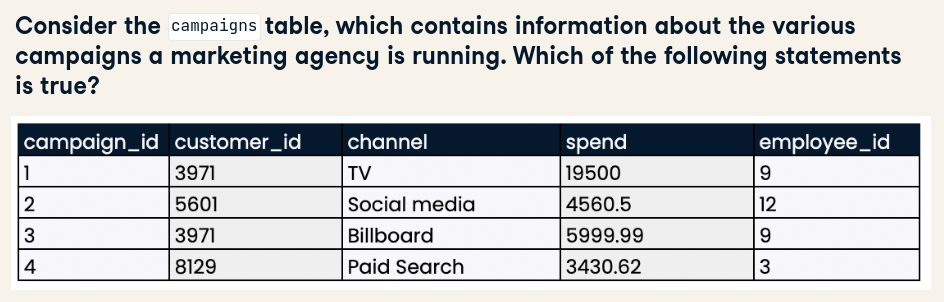 Consider the campaigns table, which contains information about the various
campaigns a marketing agency is running. Which of the following statements
is true?
campaign_id customer_id channel spend employee_id
1 3971 TV 19500 9
2 5601 Social media 4560.5 12
3 3971 Billboard 5999.99 9
4 8129 Paid Search 3430.62 3